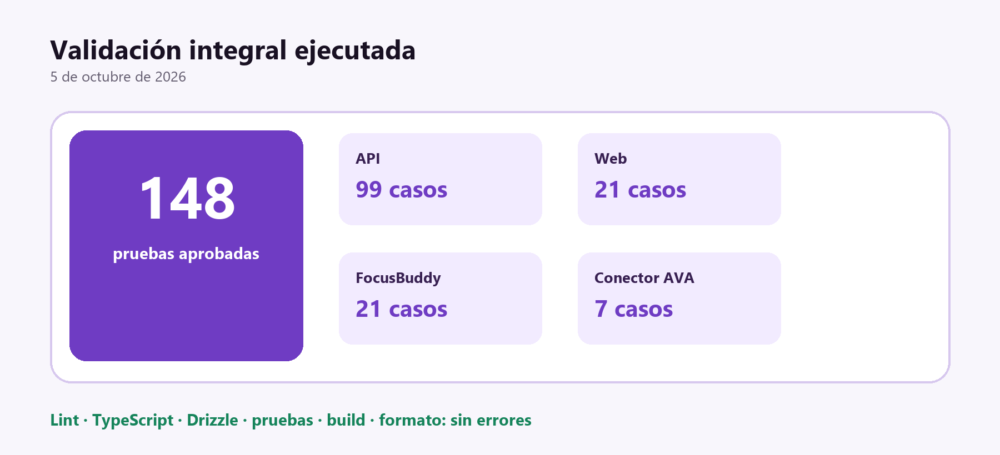 Validación integral ejecutada
5 de octubre de 2026
148
pruebas aprobadas
API
99 casos
Web
21 casos
FocusBuddy
21 casos
Conector AVA
7 casos
Lint · TypeScript · Drizzle · pruebas · build · formato: sin errores